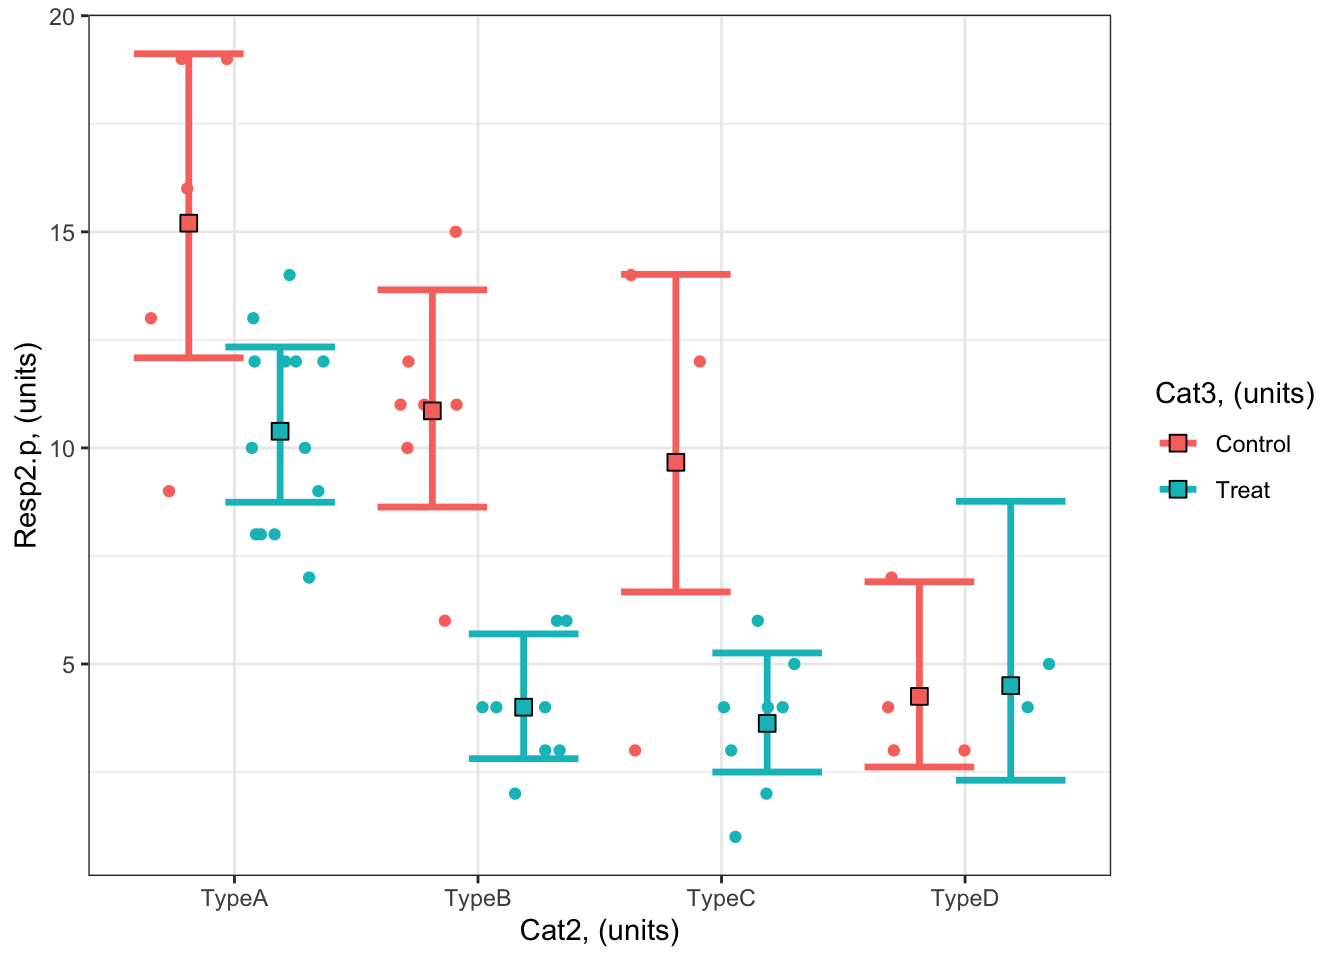 20
15
10
5
Resp2.p, (units)
TypeA
TypeB
TypeC
TypeD
Cat2, (units)
Cat3, (units)
Control
Treat